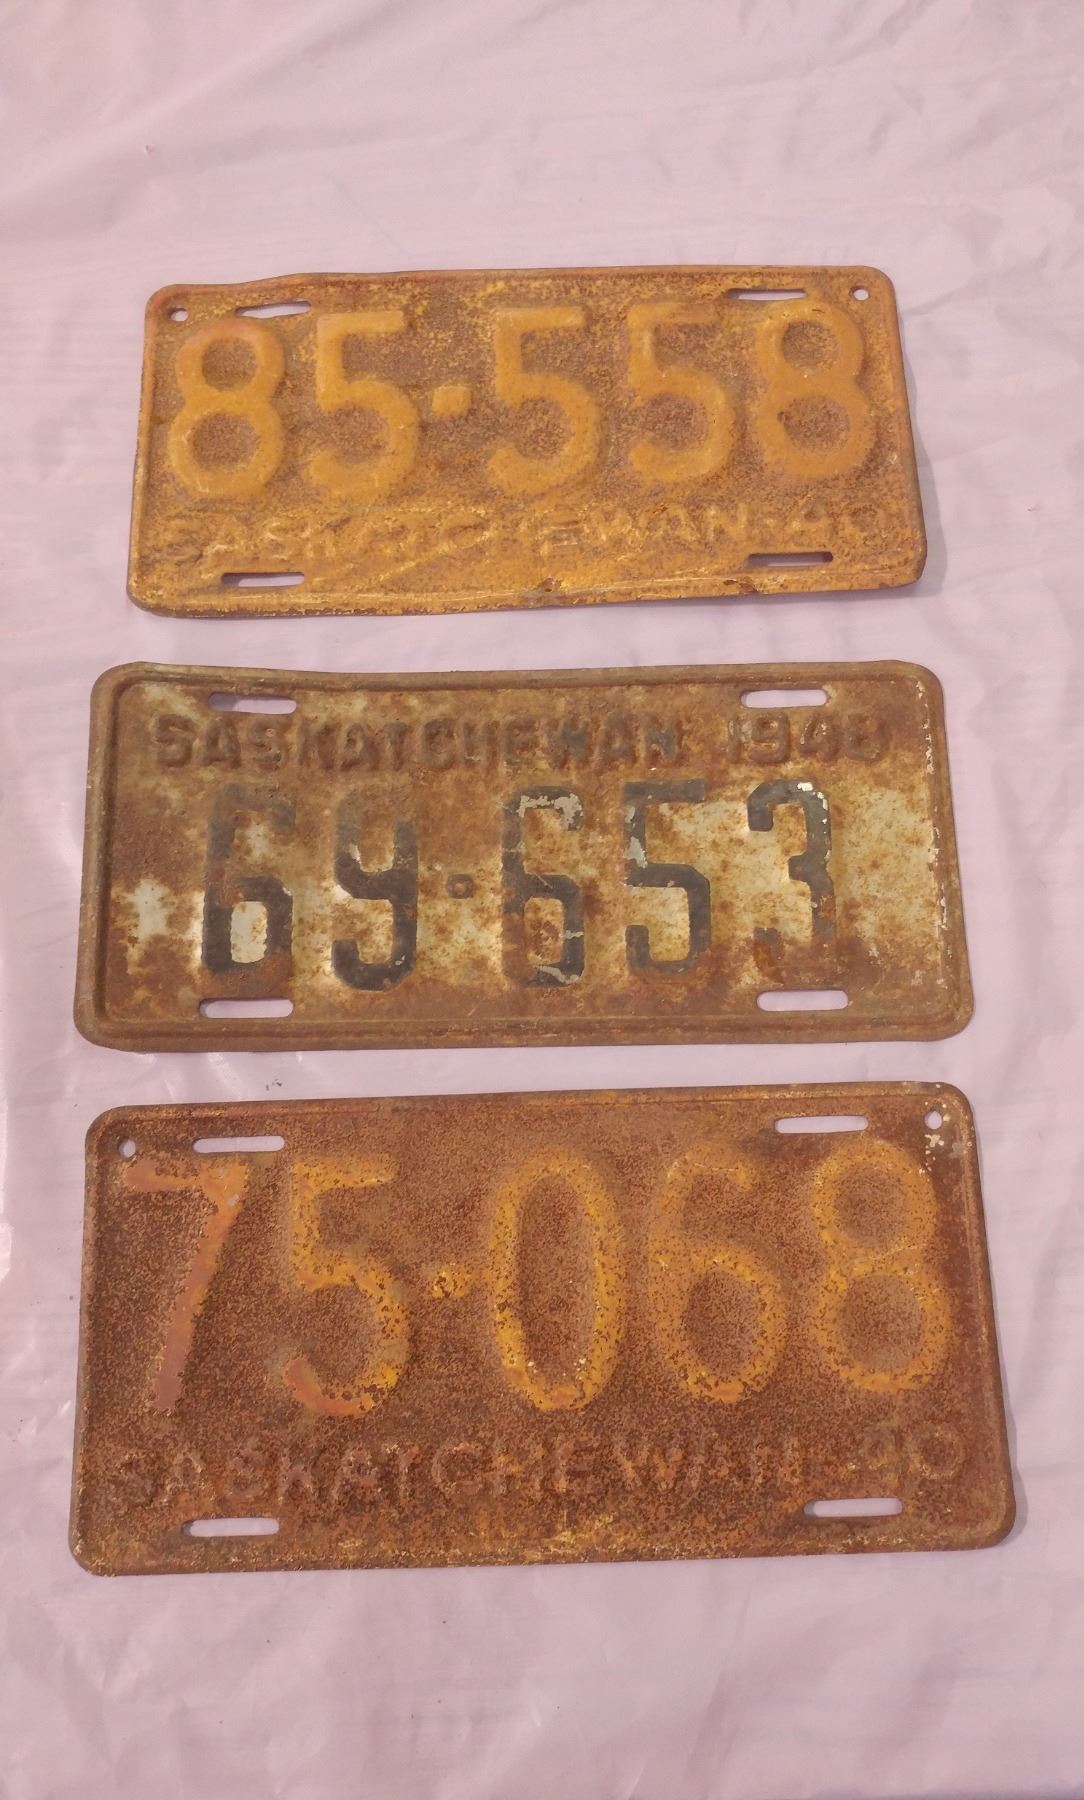 85·558
SASKATCHEWAN·40
SASKATCHEWAN 1948
69·653
75·068
SASKATCHEWAN 40